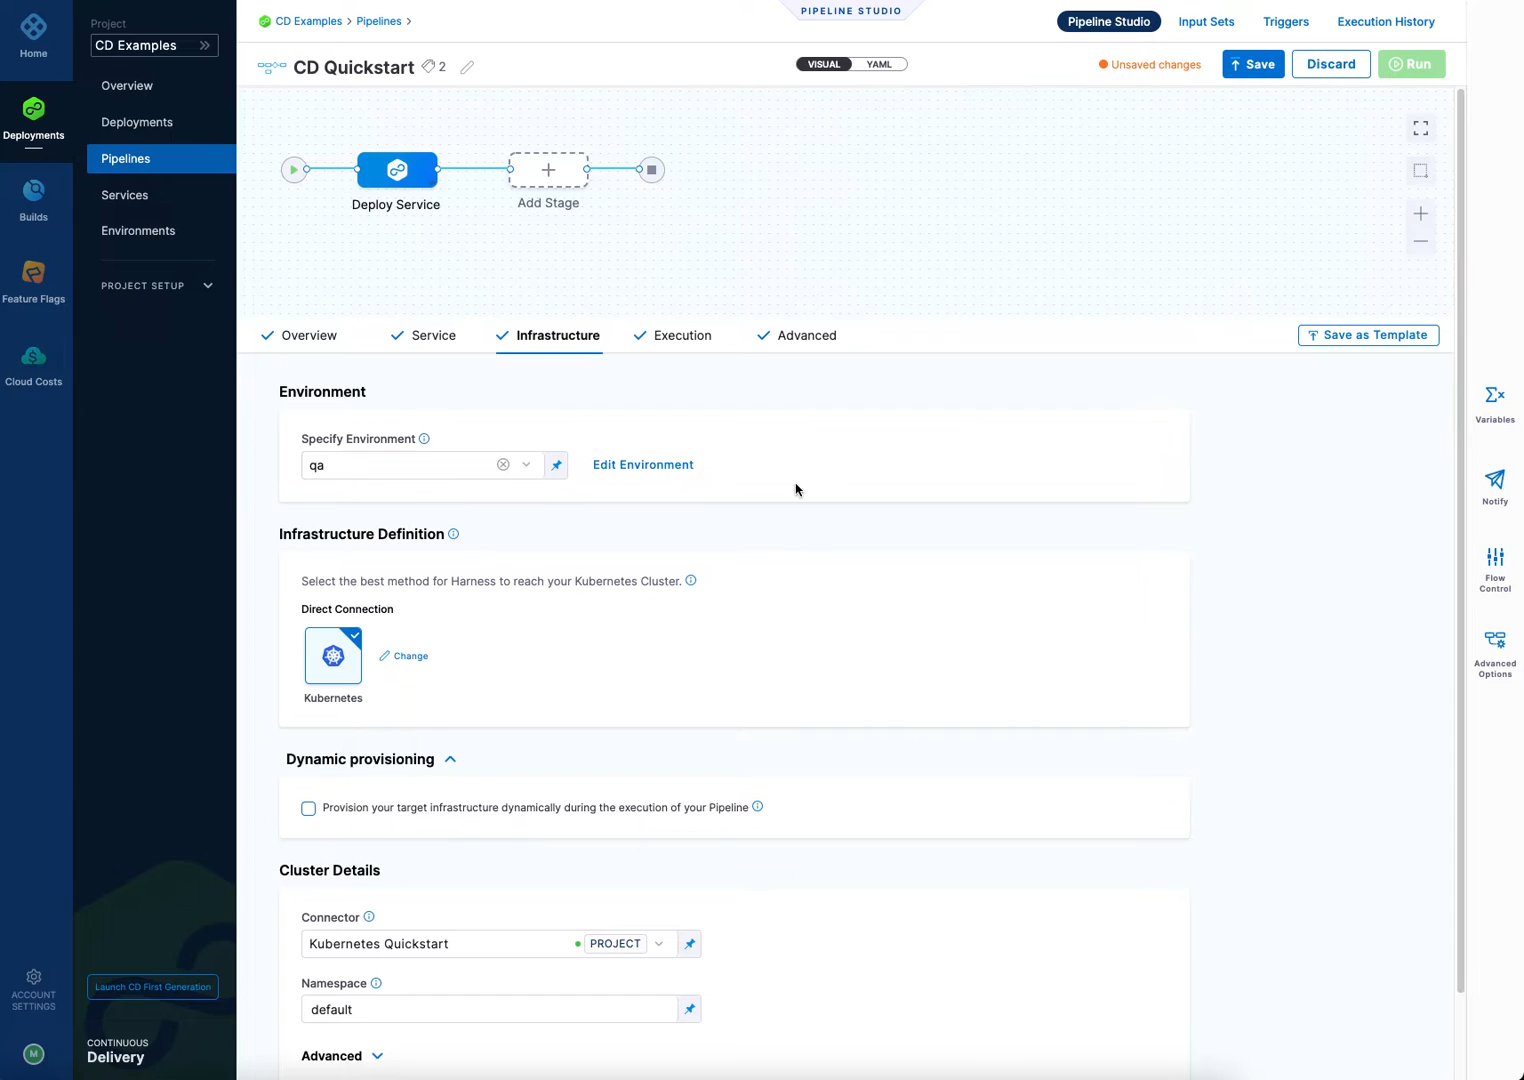 PIPELINE STUDIO
Home
Project
CD Examples
CD Examples > Pipelines >
Pipeline Studio
Input Sets
Triggers
Execution History
CD Quickstart
2
VISUAL
YAML
Unsaved changes
Save
Discard
Run
Deployments
Overview
Deployments
Pipelines
Services
Environments
PROJECT SETUP
Builds
Feature Flags
Cloud Costs
Deploy Service
Add Stage
Overview
Service
Infrastructure
Execution
Advanced
Save as Template
Environment
Specify Environment
qa
Edit Environment
Infrastructure Definition
Select the best method for Harness to reach your Kubernetes Cluster.
Direct Connection
Change
Kubernetes
Dynamic provisioning
Provision your target infrastructure dynamically during the execution of your Pipeline
Cluster Details
Connector
Kubernetes Quickstart
PROJECT
Namespace
default
Advanced
Variables
Notify
Flow
Control
Advanced
Options
ACCOUNT
SETTINGS
M
Launch CD First Generation
CONTINUOUS
Delivery